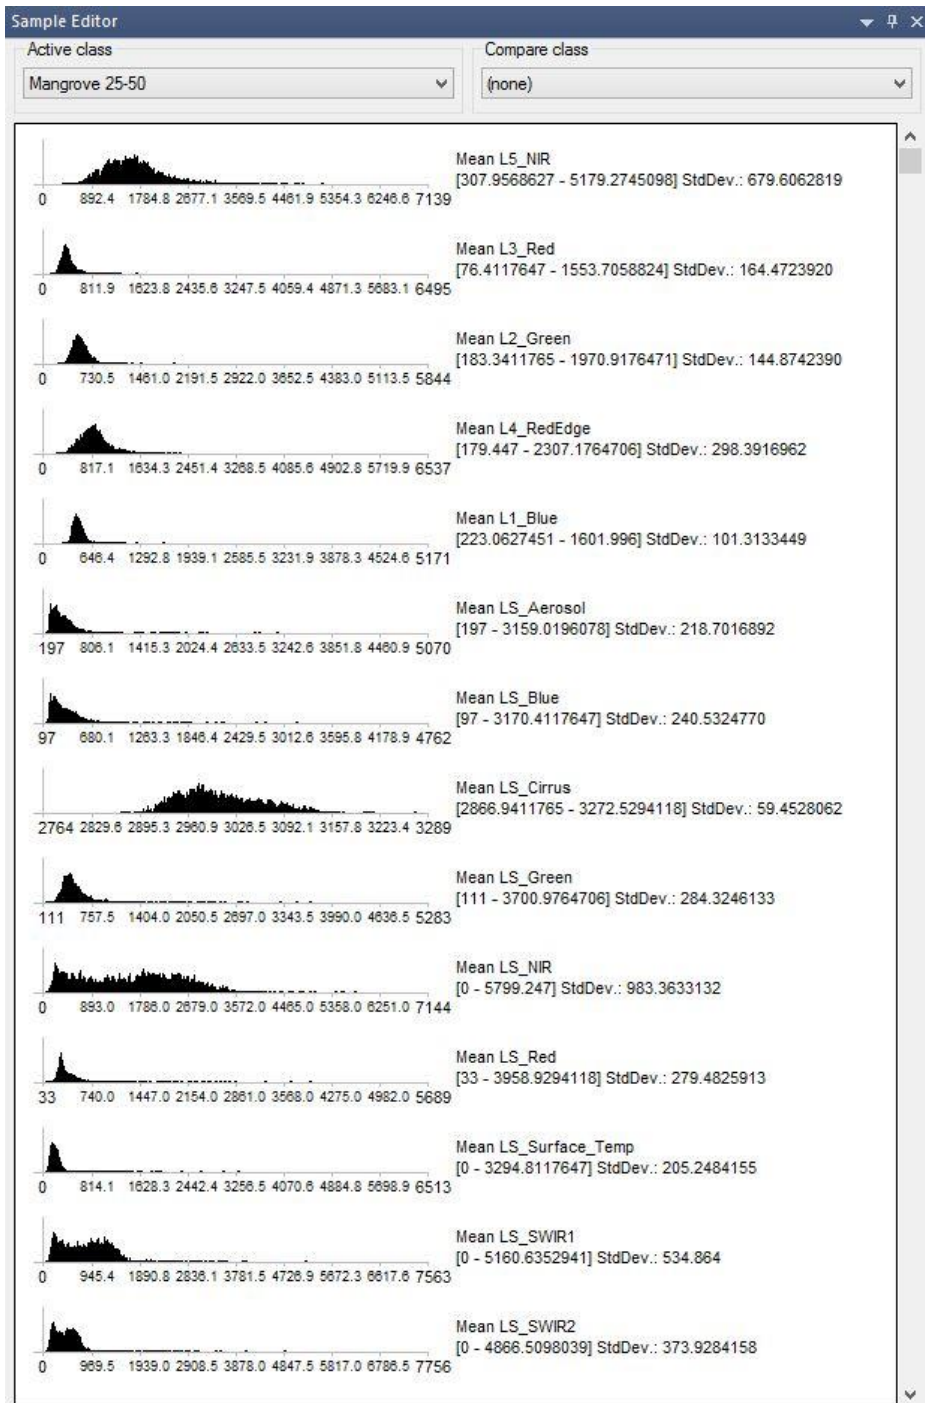 Sample Editor
Active class
Compare class
Mangrove 25-50
(none)
Mean L5_NIR
[307.9568627 - 5179.2745098] StdDev.: 679.6062819
0 892.4 1784.8 2677.1 3569.5 4461.9 5354.3 6246.6 7139
Mean L3_Red
[76.4117647 - 1553.7058824] StdDev.: 164.4723920
0 811.9 1623.8 2435.6 3247.5 4059.4 4871.3 5683.1 6495
Mean L2_Green
[183.3411765 - 1970.9176471] StdDev.: 144.8742390
0 730.5 1461.0 2191.5 2922.0 3652.5 4383.0 5113.5 5844
Mean L4_RedEdge
[179.447 - 2307.1764706] StdDev.: 298.3916962
0 817.1 1634.3 2451.4 3268.5 4085.6 4902.8 5719.9 6537
Mean L1_Blue
[223.0627451 - 1601.996] StdDev.: 101.3133449
0 646.4 1292.8 1939.1 2585.5 3231.9 3878.3 4524.6 5171
Mean LS_Aerosol
[197 - 3159.0196078] StdDev.: 218.7016892
197 806.1 1415.3 2024.4 2633.5 3242.6 3851.8 4460.9 5070
Mean LS_Blue
[97 - 3170.4117647] StdDev.: 240.5324770
97 680.1 1263.3 1846.4 2429.5 3012.6 3595.8 4178.9 4762
Mean LS_Cirrus
[2866.9411765 - 3272.5294118] StdDev.: 59.4528062
2764 2829.6 2895.3 2960.9 3026.5 3092.1 3157.8 3223.4 3289
Mean LS_Green
[111 - 3700.9764706] StdDev.: 284.3246133
111 757.5 1404.0 2050.5 2697.0 3343.5 3990.0 4636.5 5283
Mean LS_NIR
[0 - 5799.247] StdDev.: 983.3633132
0 893.0 1786.0 2679.0 3572.0 4465.0 5358.0 6251.0 7144
Mean LS_Red
[33 - 3958.9294118] StdDev.: 279.4825913
33 740.0 1447.0 2154.0 2861.0 3568.0 4275.0 4982.0 5689
Mean LS_Surface_Temp
[0 - 3294.8117647] StdDev.: 205.2484155
0 814.1 1628.3 2442.4 3256.5 4070.6 4884.8 5698.9 6513
Mean LS_SWIR1
[0 - 5160.6352941] StdDev.: 534.864
0 945.4 1890.8 2836.1 3781.5 4726.9 5672.3 6617.6 7563
Mean LS_SWIR2
[0 - 4866.5098039] StdDev.: 373.9284158
0 969.5 1939.0 2908.5 3878.0 4847.5 5817.0 6786.5 7756